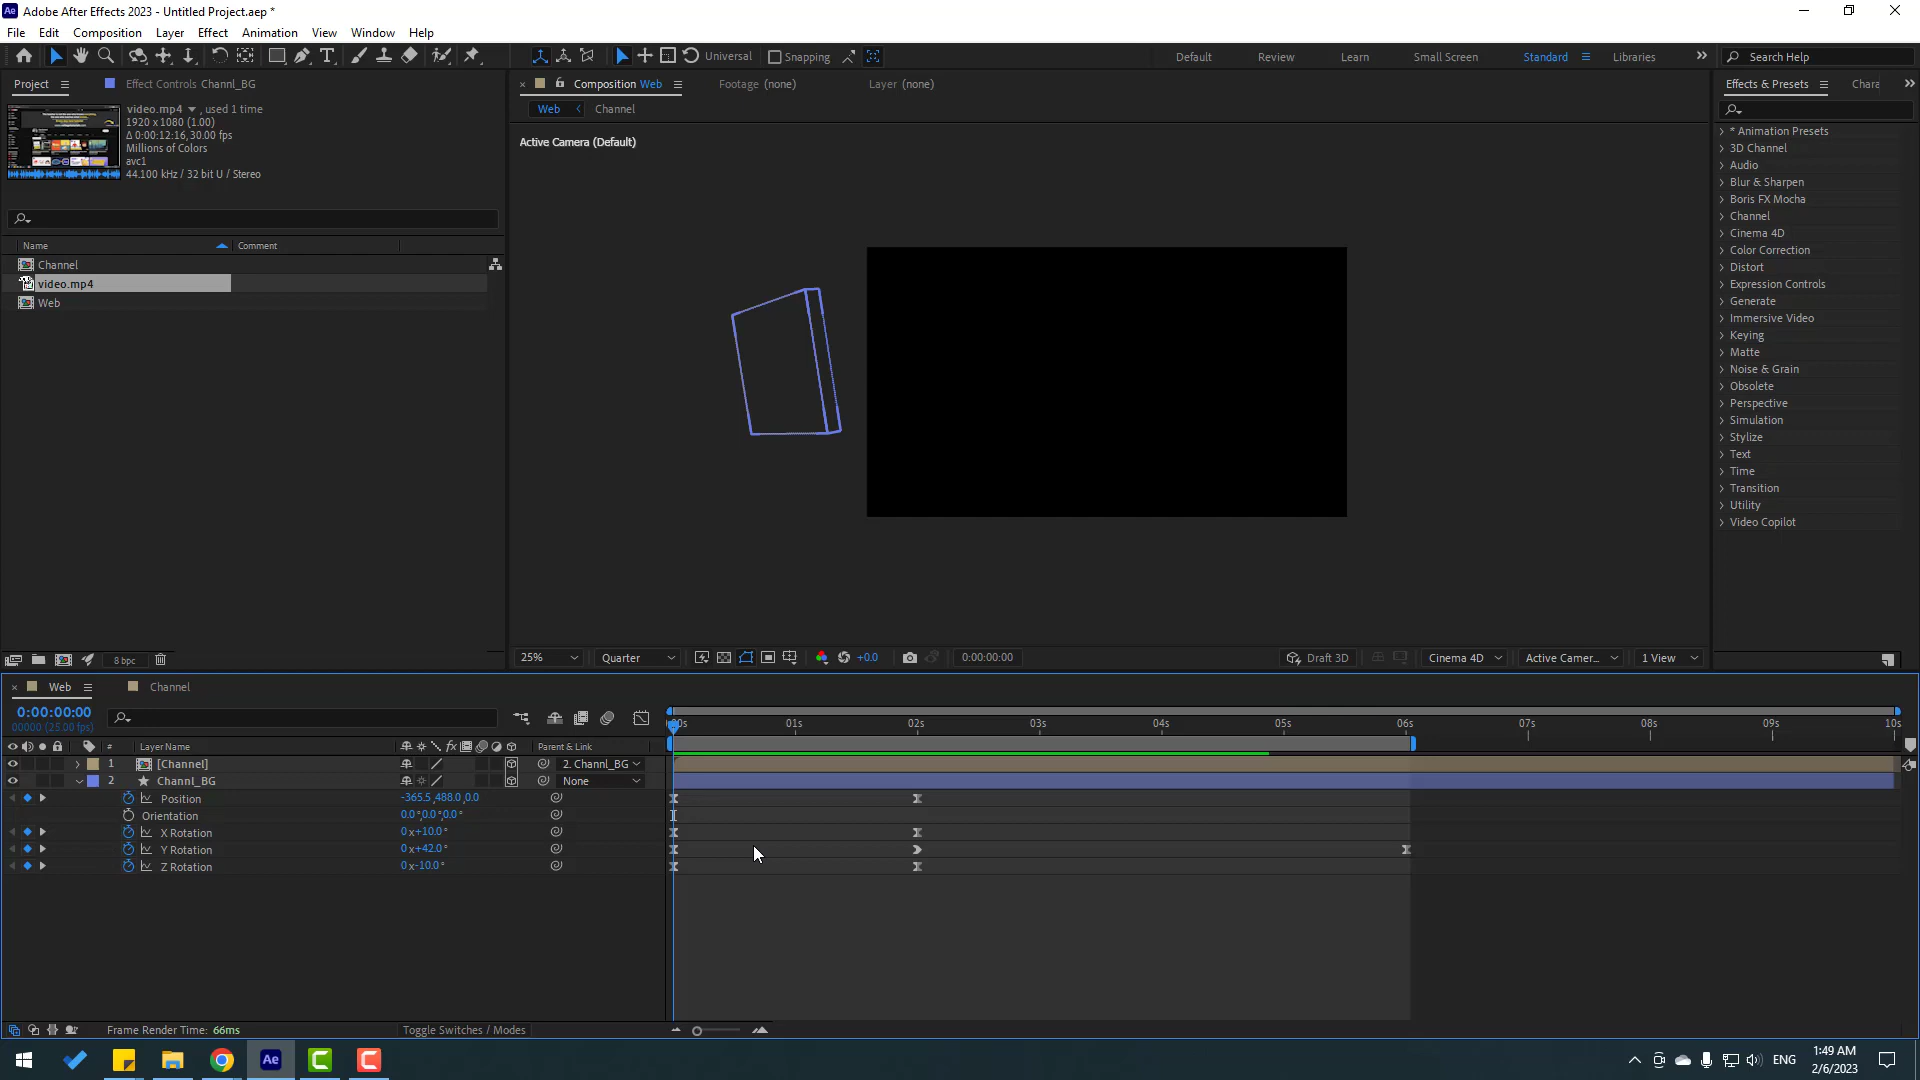 Adobe After Effects 2023 - Untitled Project.aep *
File Edit Composition Layer Effect Animation View Window Help
Universal Snapping Default Review Learn Small Screen Standard Libraries Search Help
Project Effect Controls Channl_BG
Composition Web Footage (none) Layer (none)
Effects & Presets Chara
video.mp4 , used 1 time
1920 x 1080 (1.00)
Δ 0:00:12:16, 30.00 fps
Millions of Colors
avc1
44.100 kHz / 32 bit U / Stereo
Web Channel
Active Camera (Default)
Name Comment
Channel
video.mp4
Web
* Animation Presets
3D Channel
Audio
Blur & Sharpen
Boris FX Mocha
Channel
Cinema 4D
Color Correction
Distort
Expression Controls
Generate
Immersive Video
Keying
Matte
Noise & Grain
Obsolete
Perspective
Simulation
Stylize
Text
Time
Transition
Utility
Video Copilot
8 bpc
25% Quarter +0.0 0:00:00:00 Draft 3D Cinema 4D Active Camer... 1 View
Web Channel
0:00:00:00
00000 (25.00 fps)
00s 01s 02s 03s 04s 05s 06s 07s 08s 09s 10s
# Layer Name fx Parent & Link
1 [Channel] 2. Channl_BG
2 Channl_BG None
Position -365.5,488.0,0.0
Orientation 0.0°,0.0°,0.0°
X Rotation 0x+10.0°
Y Rotation 0x+42.0°
Z Rotation 0x-10.0°
Frame Render Time: 66ms Toggle Switches / Modes
Ae ENG 1:49 AM
2/6/2023